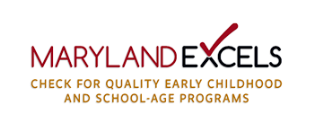 MARYLAND EXCELS
CHECK FOR QUALITY EARLY CHILDHOOD
AND SCHOOL-AGE PROGRAMS